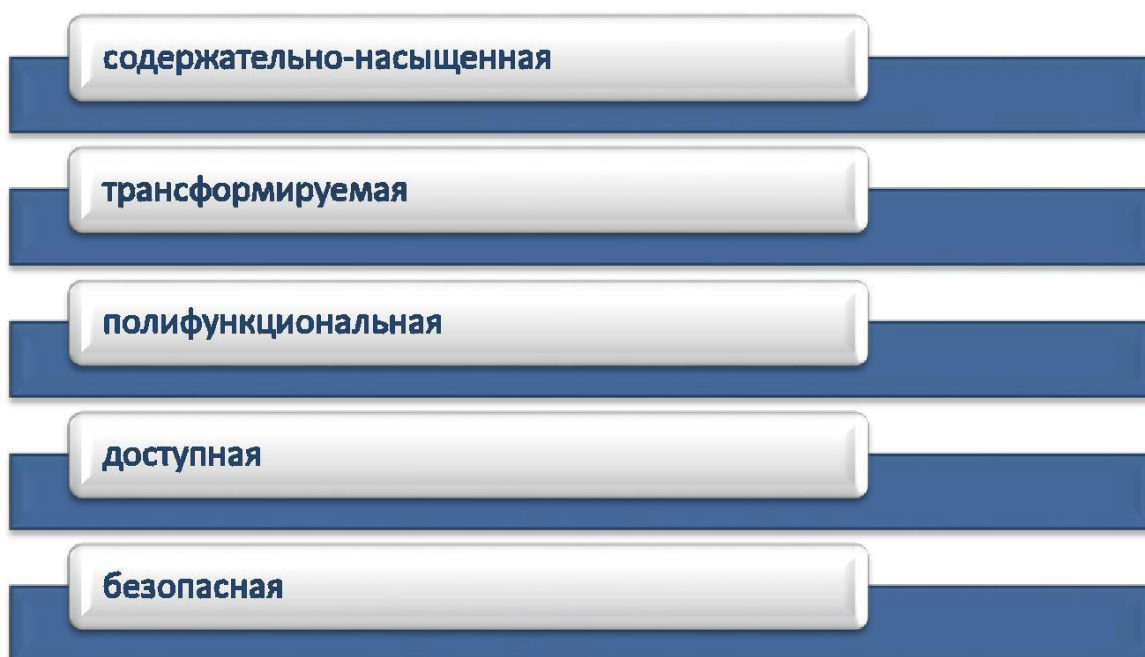 содержательно-насыщенная
трансформируемая
полифункциональная
доступная
безопасная